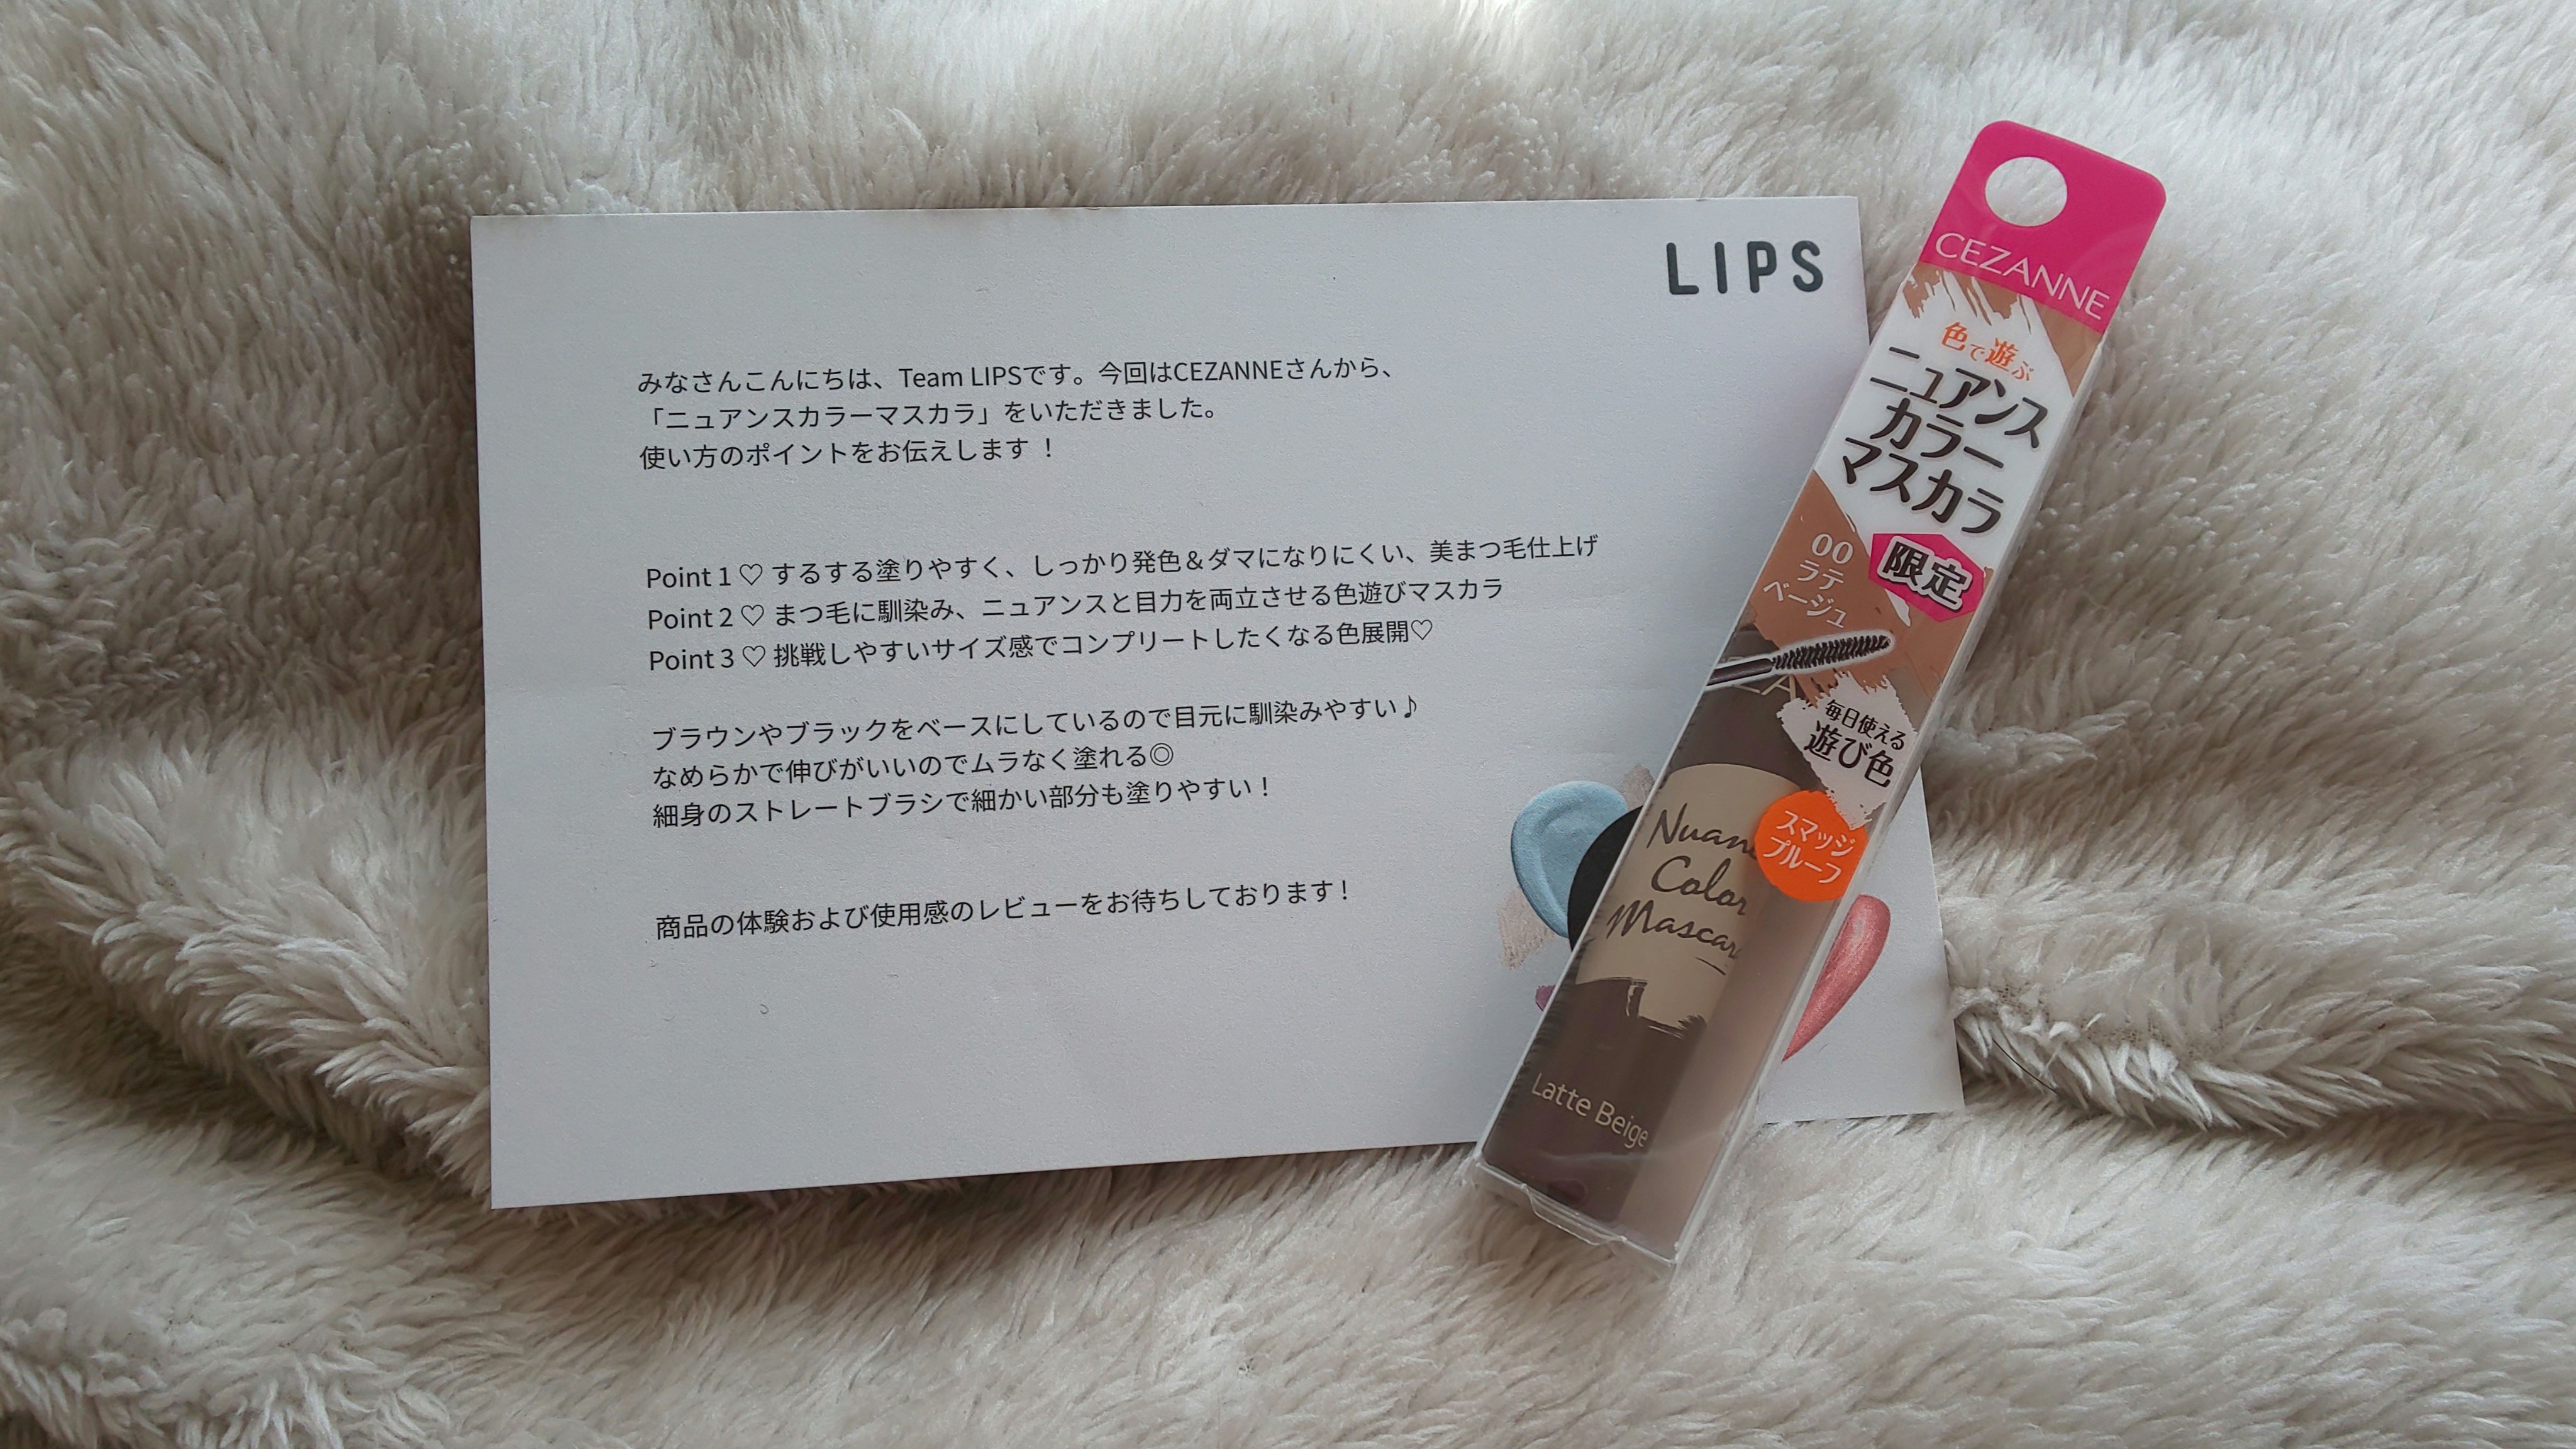 LIPS
みなさんこんにちは、Team LIPSです。今回はCEZANNEさんから、
「ニュアンスカラーマスカラ」をいただきました。
使い方のポイントをお伝えします！
Point 1 ♡ するする塗りやすく、しっかり発色＆ダマになりにくい、美まつ毛仕上げ
Point 2 ♡ まつ毛に馴染み、ニュアンスと目力を両立させる色遊びマスカラ
Point 3 ♡ 挑戦しやすいサイズ感でコンプリートしたくなる色展開♡
ブラウンやブラックをベースにしているので目元に馴染みやすい♪
なめらかで伸びがいいのでムラなく塗れる◎
細身のストレートブラシで細かい部分も塗りやすい！
商品の体験および使用感のレビューをお待ちしております！
CEZANNE
色で遊ぶ
ニュアンス
カラー
マスカラ
限定
00
ラテ
ベージュ
毎日使える
遊び色
スマッジ
プルーフ
Color
Latte Beige